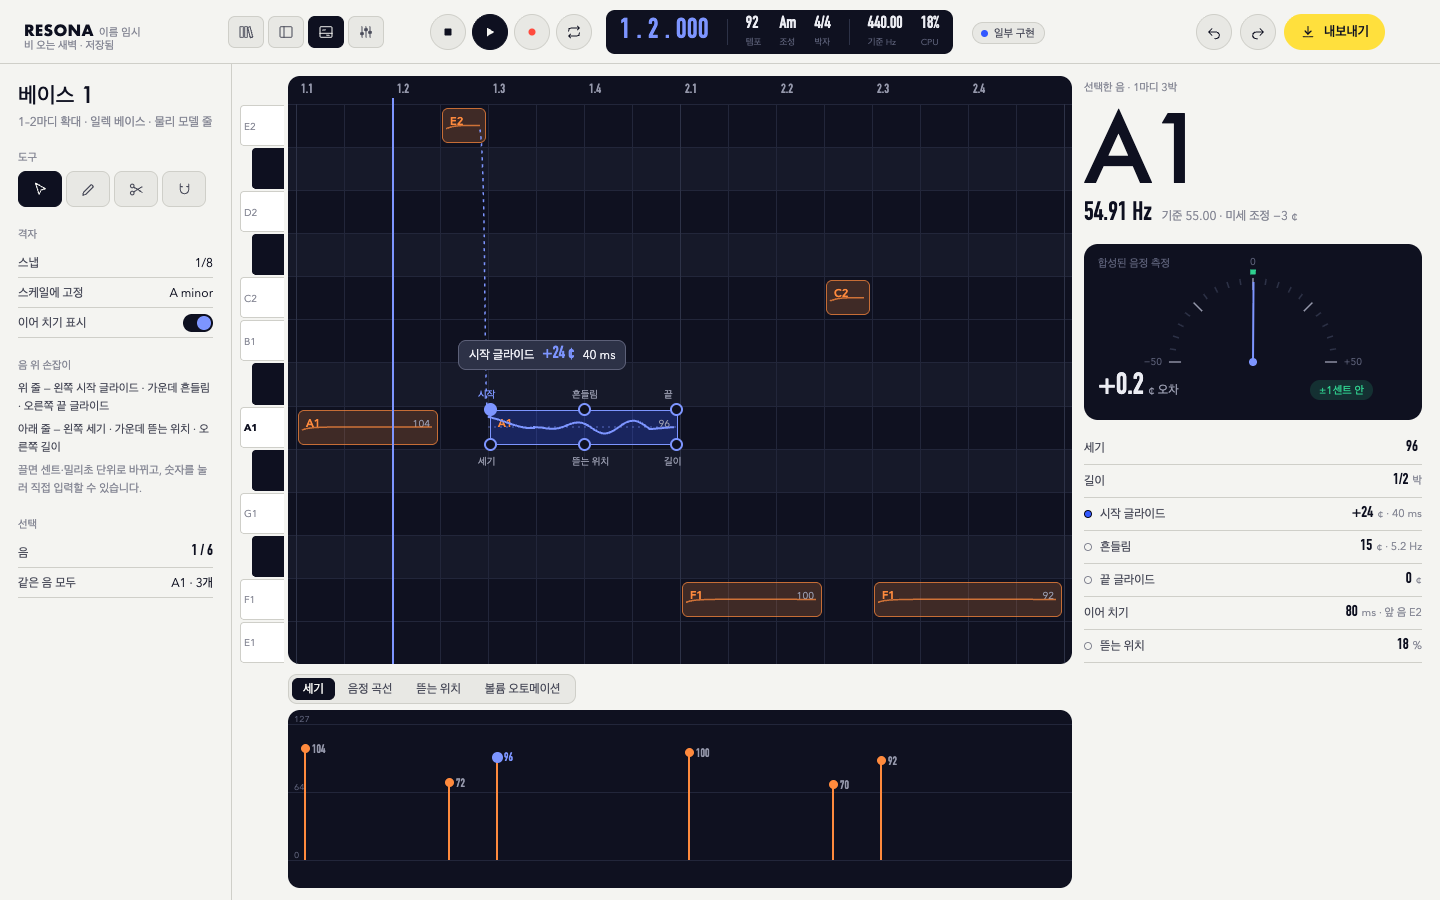 RESONA 이름 임시
비 오는 새벽 · 저장됨
1.2.000
92
템포
Am
조성
4/4
박자
440.00
기준 Hz
18%
CPU
일부 구현
내보내기
베이스 1
1–2마디 확대 · 일렉 베이스 · 물리 모델 줄
도구
격자
스냅 1/8
스케일에 고정 A minor
이어 치기 표시
음 위 손잡이
위 줄 — 왼쪽 시작 글라이드 · 가운데 흔들림
· 오른쪽 끝 글라이드
아래 줄 — 왼쪽 세기 · 가운데 뜯는 위치 · 오
른쪽 길이
끌면 센트·밀리초 단위로 바뀌고, 숫자를 눌
러 직접 입력할 수 있습니다.
선택
음 1 / 6
같은 음 모두 A1 · 3개
1.1 1.2 1.3 1.4 2.1 2.2 2.3 2.4
E2
D2
C2
B1
A1
G1
F1
E1
E2
C2
시작 글라이드 +24 ¢ 40 ms
시작 흔들림 끝
A1 104
A1 96
세기 뜯는 위치 길이
F1 100
F1 92
세기 음정 곡선 뜯는 위치 볼륨 오토메이션
127
64
0
104
72
96
100
70
92
선택한 음 · 1마디 3박
A1
54.91 Hz 기준 55.00 · 미세 조정 −3 ¢
합성된 음정 측정
0
−50
+50
+0.2 ¢ 오차
±1센트 안
세기 96
길이 1/2 박
시작 글라이드 +24 ¢ · 40 ms
흔들림 15 ¢ · 5.2 Hz
끝 글라이드 0 ¢
이어 치기 80 ms · 앞 음 E2
뜯는 위치 18 %